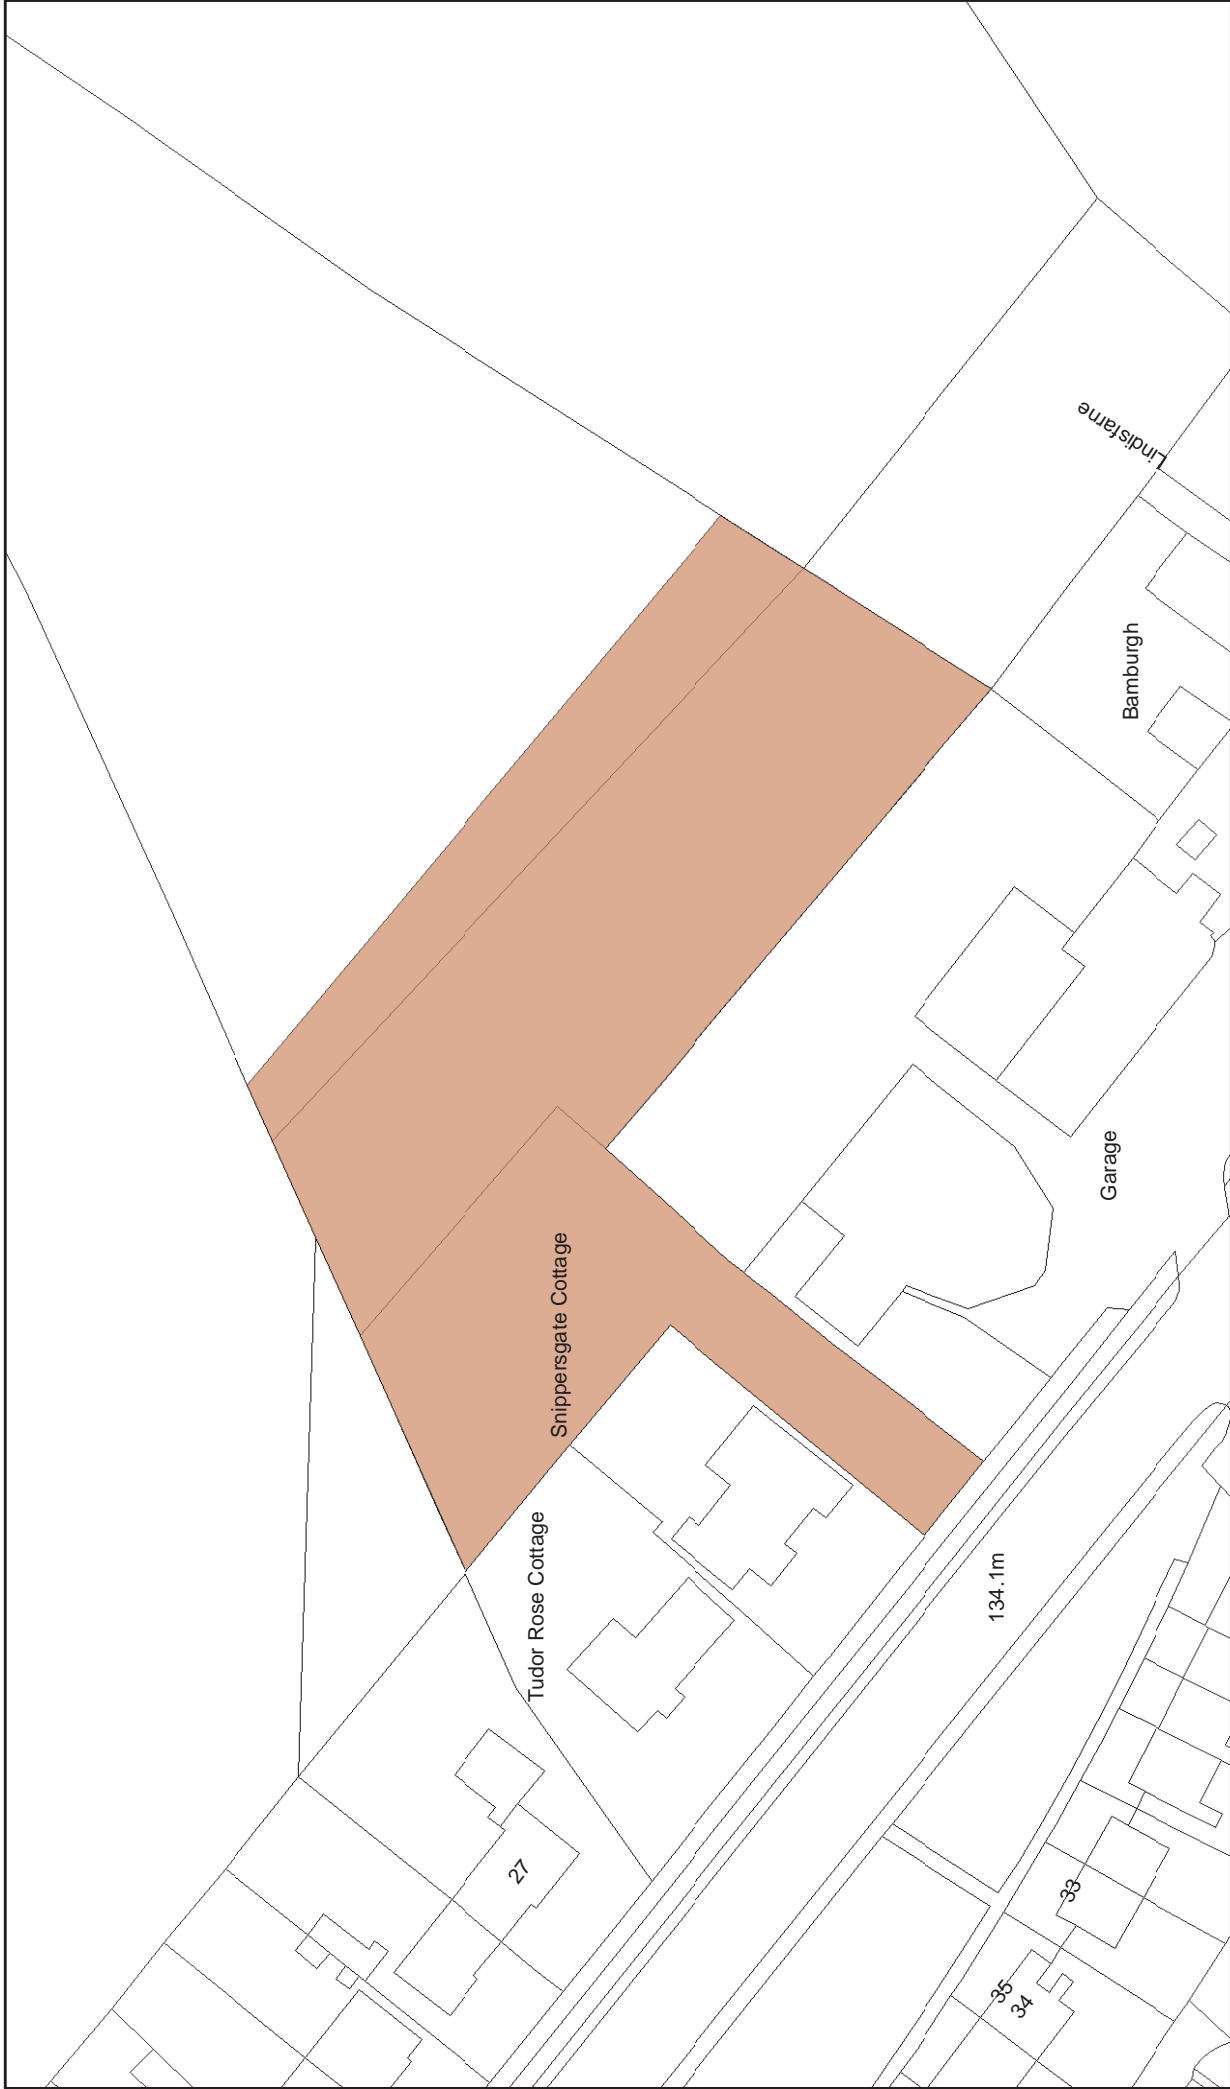 Lindisfarne
Bamburgh
Garage
Snippersgate Cottage
Tudor Rose Cottage
134.1m
27
33
35
34